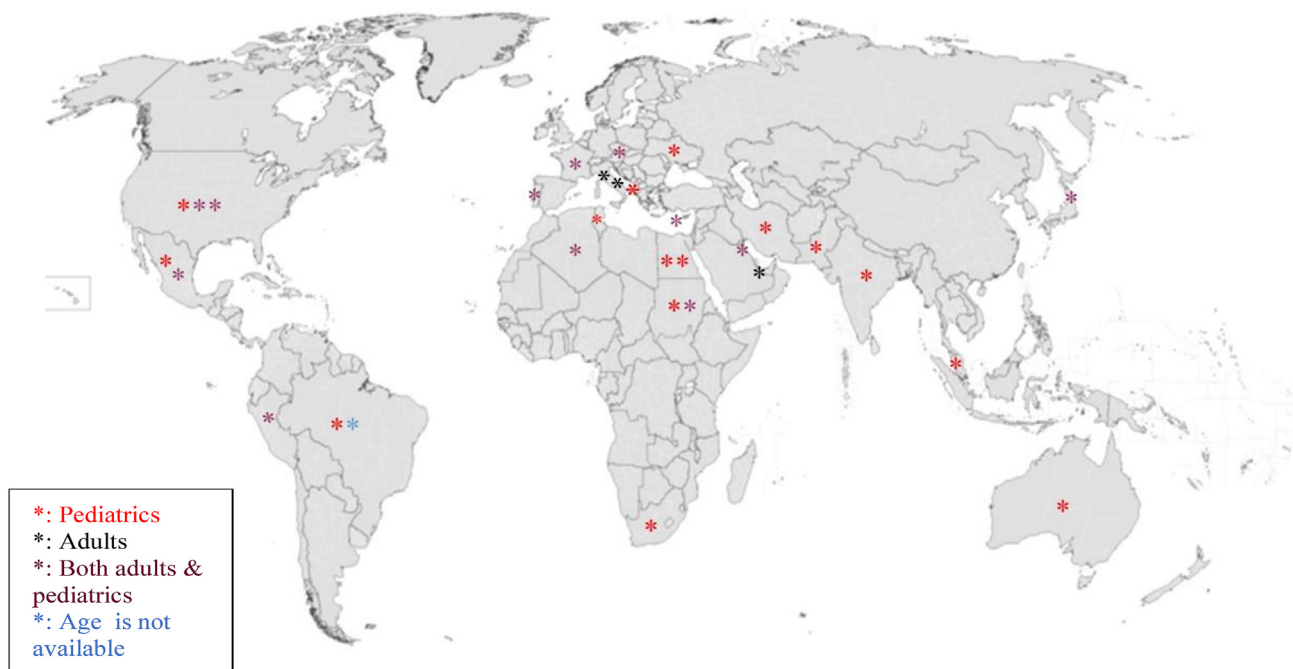 *: Pediatrics
*: Adults
*: Both adults &
pediatrics
*: Age is not
available